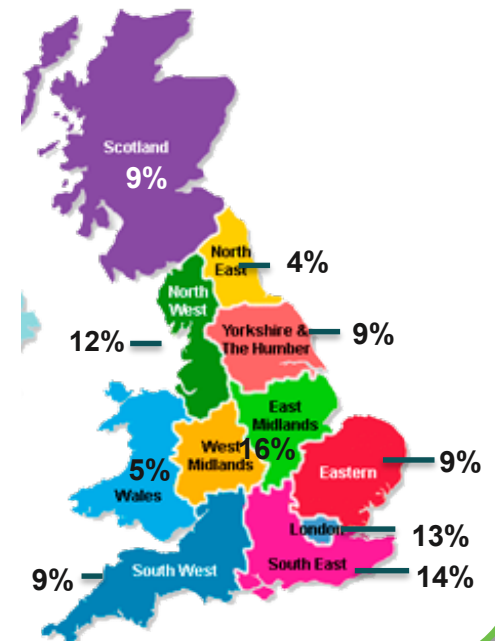 Scotland
9%
North
East
4%
North
West
12%
Yorkshire &
The Humber
9%
East
Midlands
16%
West
Midlands
5%
Wales
Eastern
9%
London
13%
South East
14%
South West
9%